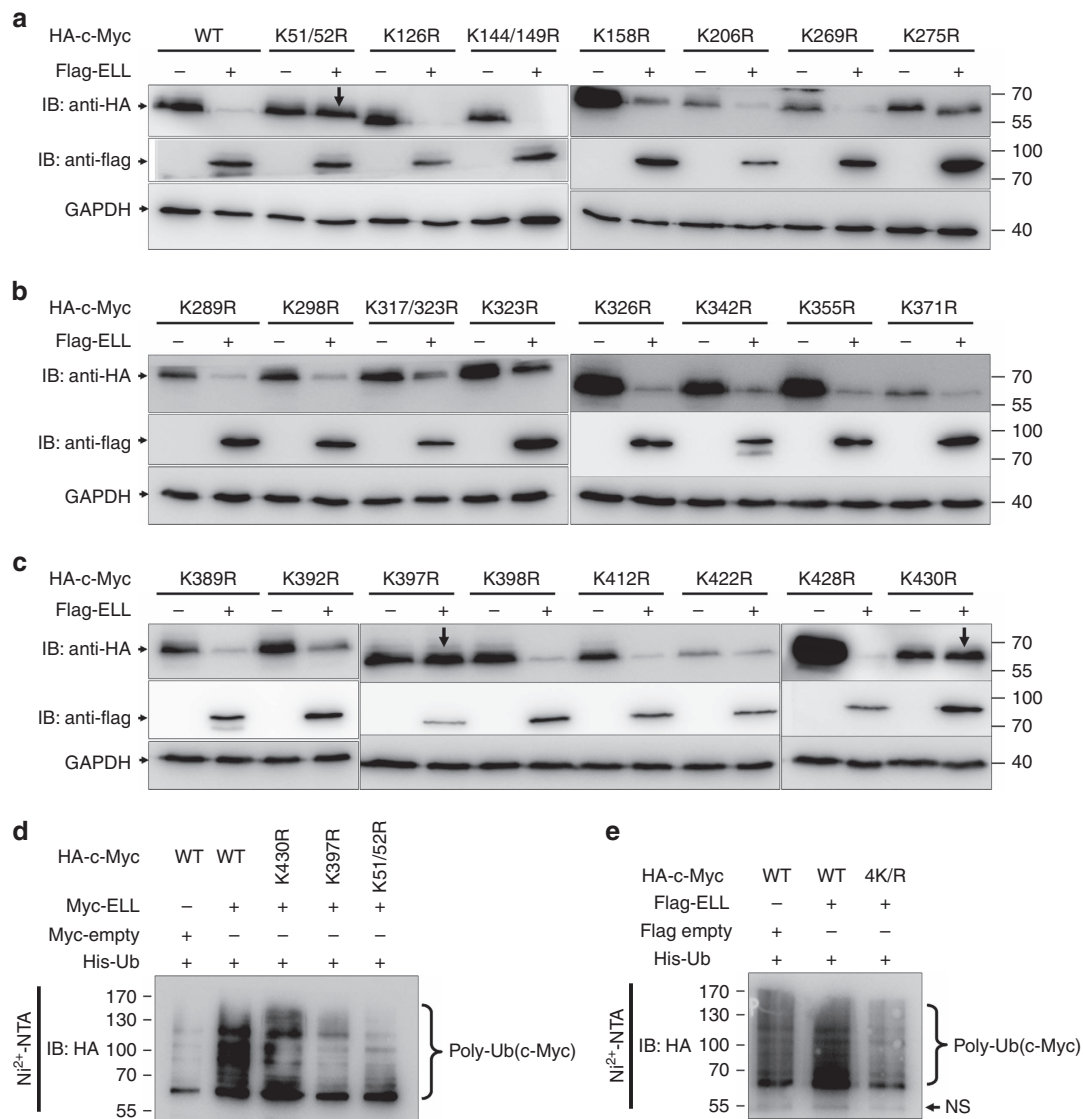 a
HA-c-Myc WT K51/52R K126R K144/149R K158R K206R K269R K275R
Flag-ELL – + – + – + – + – + – + – + – +
IB: anti-HA 70
55
IB: anti-flag 100
70
GAPDH 40
b
HA-c-Myc K289R K298R K317/323R K323R K326R K342R K355R K371R
Flag-ELL – + – + – + – + – + – + – + – +
IB: anti-HA 70
55
IB: anti-flag 100
70
GAPDH 40
c
HA-c-Myc K389R K392R K397R K398R K412R K422R K428R K430R
Flag-ELL – + – + – + – + – + – + – + – +
IB: anti-HA 70
55
IB: anti-flag 100
70
GAPDH 40
d
HA-c-Myc WT WT K430R K397R K51/52R
Myc-ELL – + + + +
Myc-empty + – – – –
His-Ub + + + + +
Ni2+-NTA
IB: HA
170
130
100
70
55
Poly-Ub(c-Myc)
e
HA-c-Myc WT WT 4K/R
Flag-ELL – + +
Flag empty + – –
His-Ub + + +
Ni2+-NTA
IB: HA
170
130
100
70
55
Poly-Ub(c-Myc)
NS